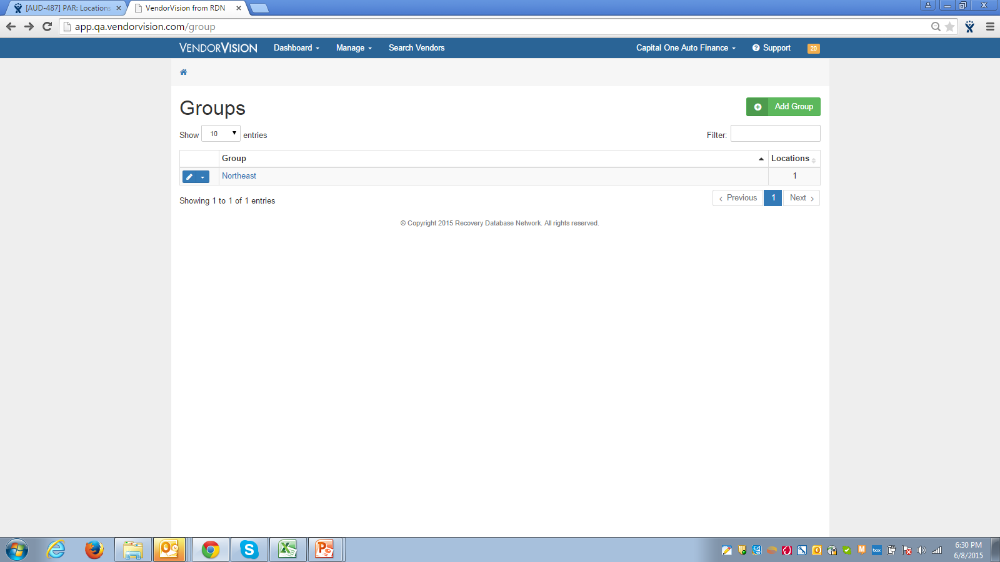 [AUD-487] PAR: Locations
VendorVision from RDN
app.qa.vendorvision.com/group
VENDORVISION
Dashboard
Manage
Search Vendors
Capital One Auto Finance
Support
20
Groups
Add Group
Show 10 entries
Filter:
Group
Locations
Northeast
1
Showing 1 to 1 of 1 entries
‹ Previous
1
Next ›
© Copyright 2015 Recovery Database Network. All rights reserved.
box
6:30 PM
6/8/2015